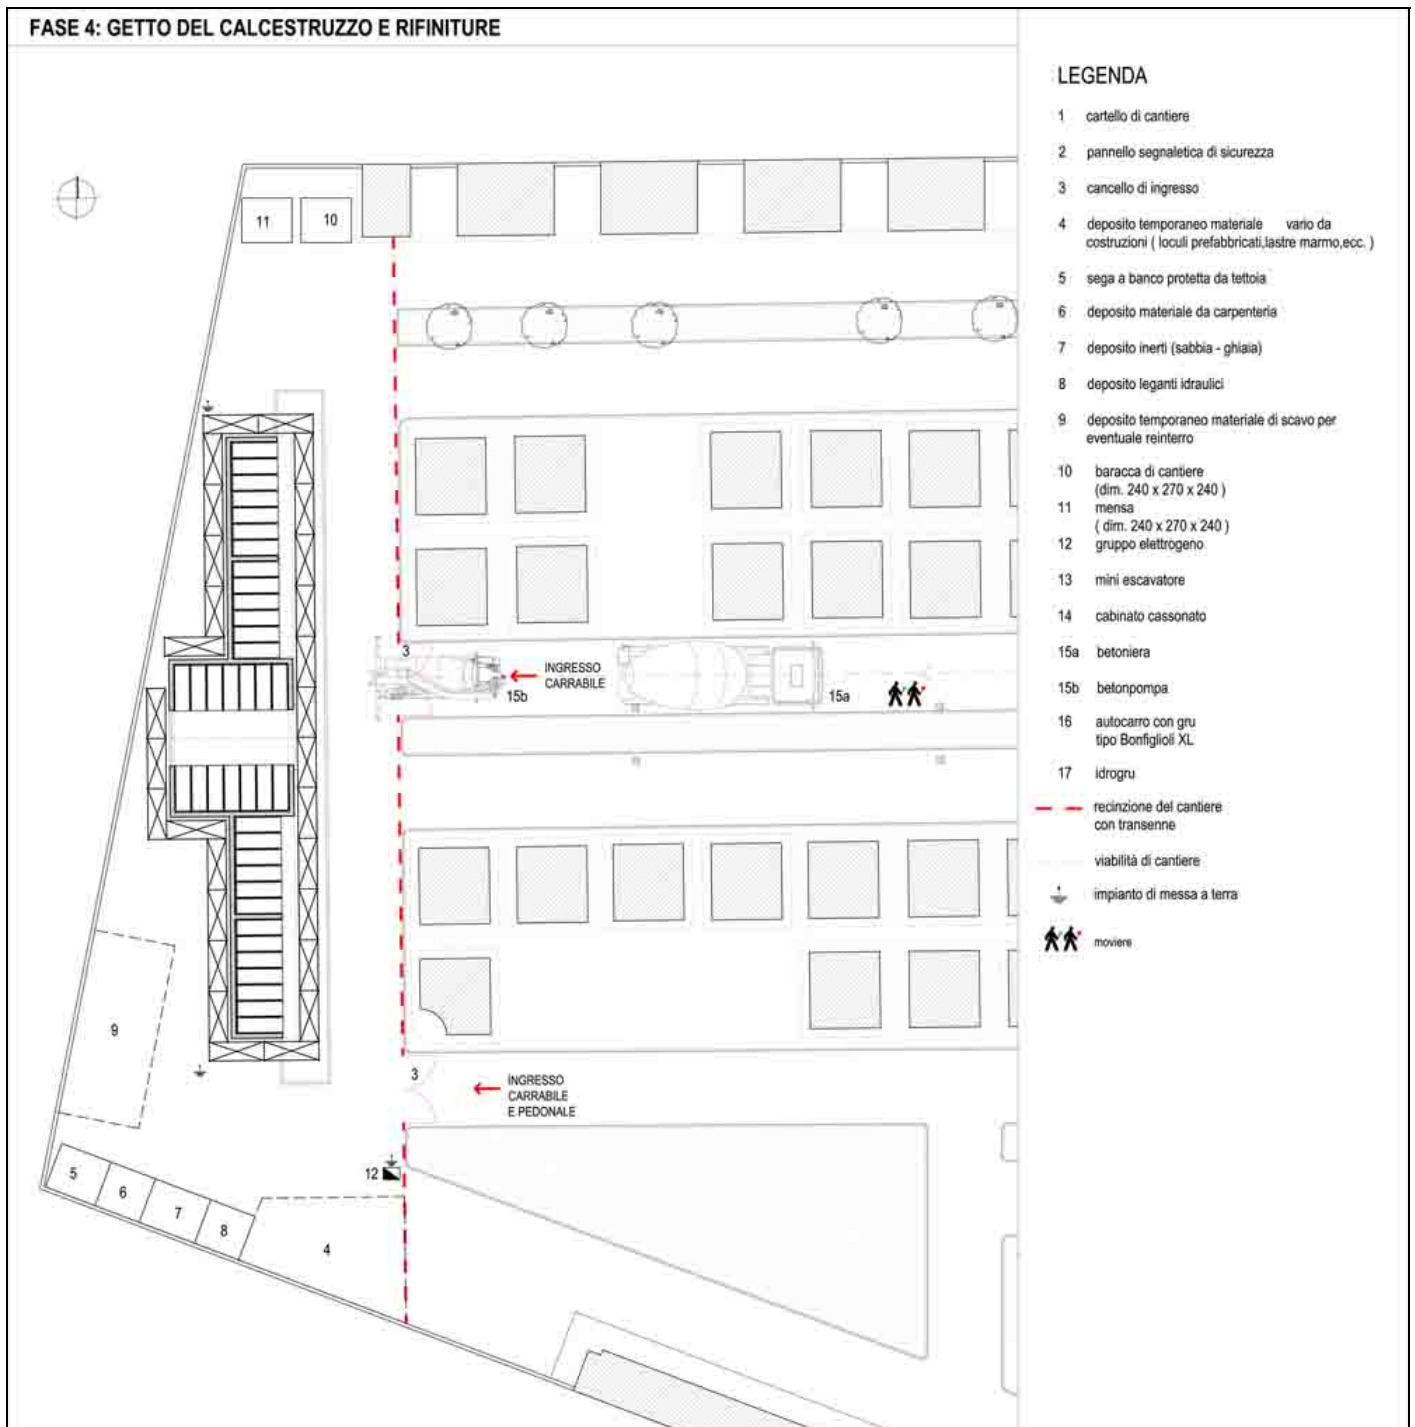 FASE 4: GETTO DEL CALCESTRUZZO E RIFINITURE
11
10
3
INGRESSO
CARRABILE
15b
15a
9
3
INGRESSO
CARRABILE
E PEDONALE
12
5
6
7
8
4
LEGENDA
1 cartello di cantiere
2 pannello segnaletica di sicurezza
3 cancello di ingresso
4 deposito temporaneo materiale vario da
costruzioni ( loculi prefabbricati,lastre marmo,ecc. )
5 sega a banco protetta da tettoia
6 deposito materiale da carpenteria
7 deposito inerti (sabbia - ghiaia)
8 deposito leganti idraulici
9 deposito temporaneo materiale di scavo per
eventuale reinterro
10 baracca di cantiere
(dim. 240 x 270 x 240 )
11 mensa
( dim. 240 x 270 x 240 )
12 gruppo elettrogeno
13 mini escavatore
14 cabinato cassonato
15a betoniera
15b betonpompa
16 autocarro con gru
tipo Bonfiglioli XL
17 idrogru
recinzione del cantiere
con transenne
viabilità di cantiere
impianto di messa a terra
moviere